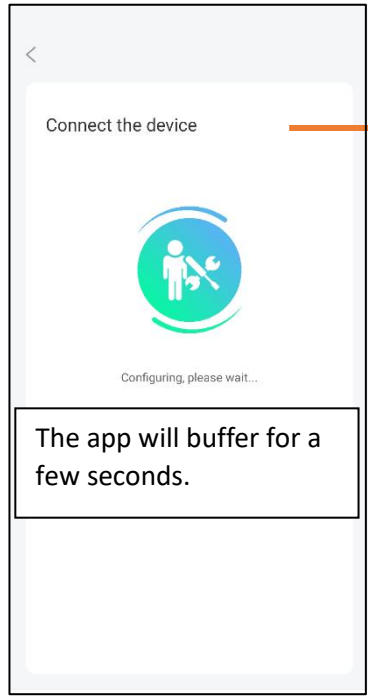 Connect the device
Configuring, please wait...
The app will buffer for a
few seconds.